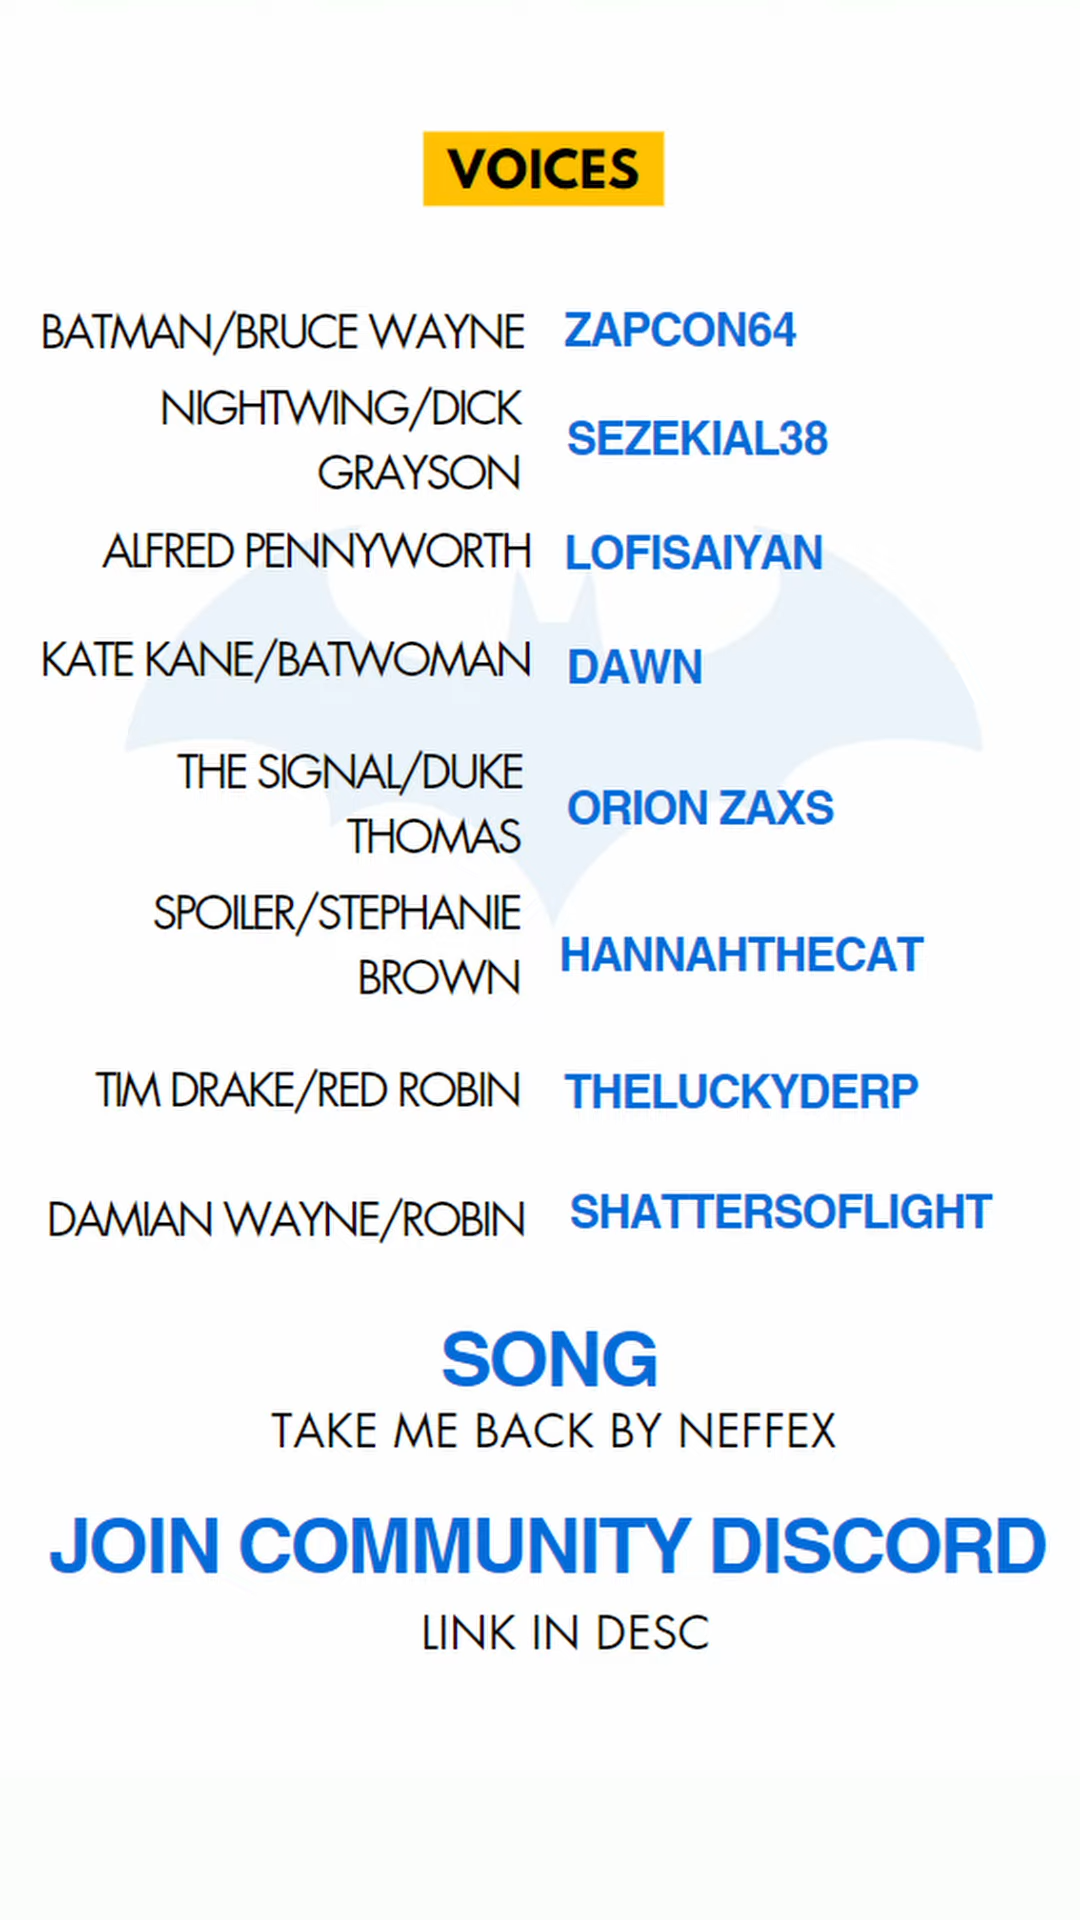 VOICES
BATMAN/BRUCE WAYNE ZAPCON64
NIGHTWING/DICK
GRAYSON SEZEKIAL38
ALFRED PENNYWORTH LOFISAIYAN
KATE KANE/BATWOMAN DAWN
THE SIGNAL/DUKE
THOMAS ORION ZAXS
SPOILER/STEPHANIE
BROWN HANNAHTHECAT
TIM DRAKE/RED ROBIN THELUCKYDERP
DAMIAN WAYNE/ROBIN SHATTERSOFLIGHT
SONG
TAKE ME BACK BY NEFFEX
JOIN COMMUNITY DISCORD
LINK IN DESC